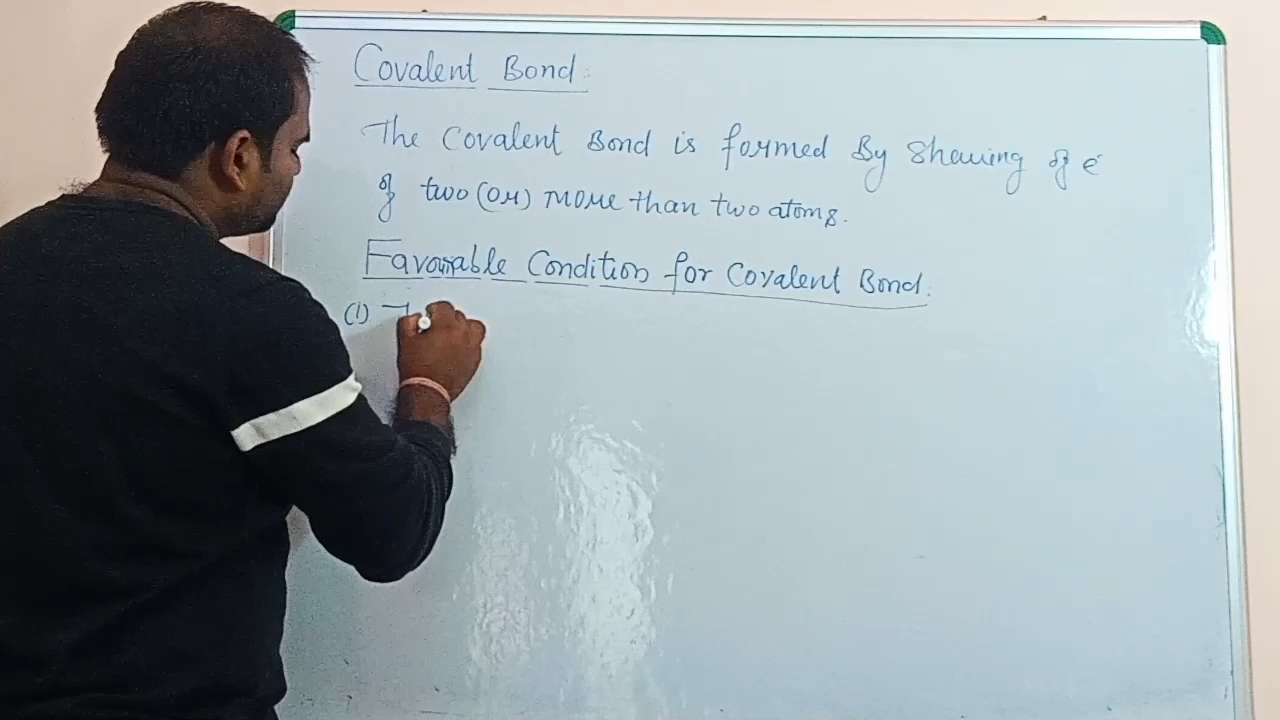 Covalent Bond:
The Covalent Bond is formed By Sharing of e⁻
of two (or) more than two atoms.
Favourable Condition for Covalent Bond.
(1)